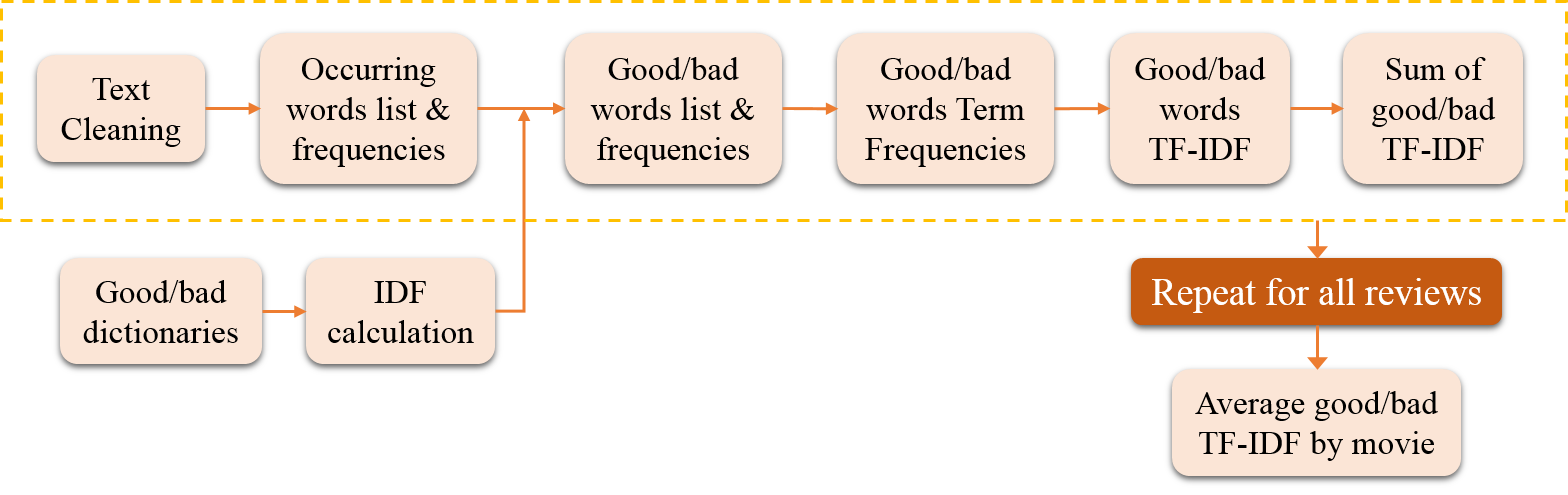 Text
Cleaning
Occurring
words list &
frequencies
Good/bad
words list &
frequencies
Good/bad
words Term
Frequencies
Good/bad
words
TF-IDF
Sum of
good/bad
TF-IDF
Good/bad
dictionaries
IDF
calculation
Repeat for all reviews
Average good/bad
TF-IDF by movie